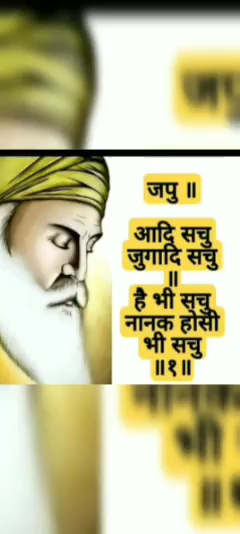 जपु ॥
आदि सचु
जुगादि सचु
॥
है भी सचु
नानक होसी
भी सचु
॥१॥